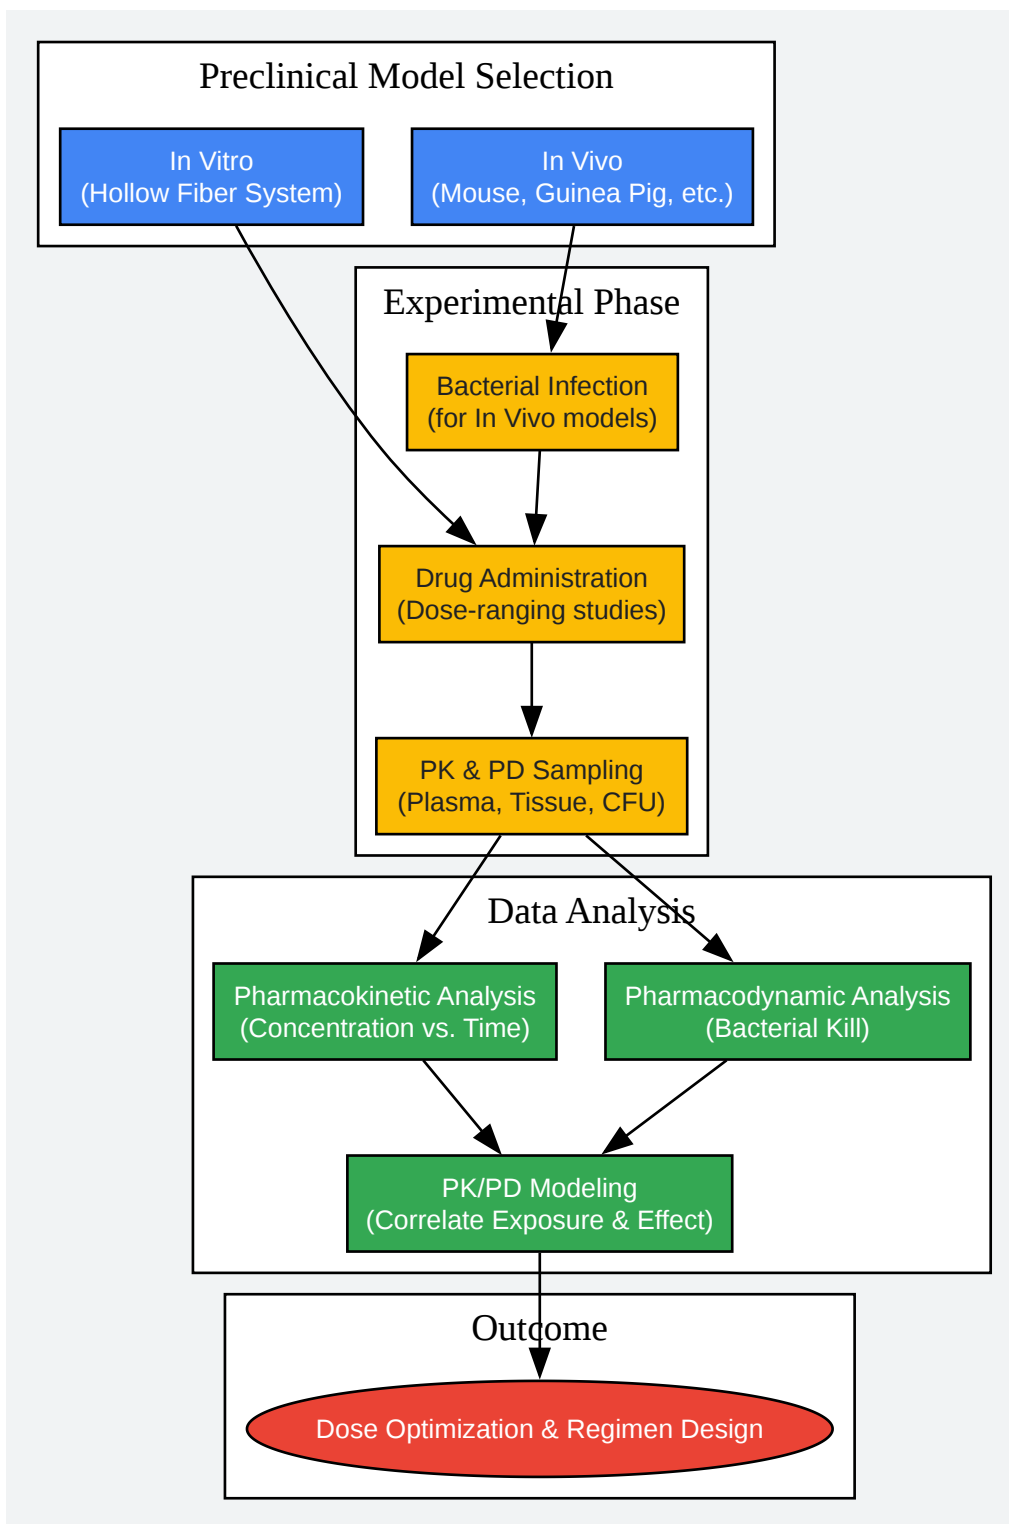 Preclinical Model Selection
In Vitro
(Hollow Fiber System)
In Vivo
(Mouse, Guinea Pig, etc.)
Experimental Phase
Bacterial Infection
(for In Vivo models)
Drug Administration
(Dose-ranging studies)
PK & PD Sampling
(Plasma, Tissue, CFU)
Data Analysis
Pharmacokinetic Analysis
(Concentration vs. Time)
Pharmacodynamic Analysis
(Bacterial Kill)
PK/PD Modeling
(Correlate Exposure & Effect)
Outcome
Dose Optimization & Regimen Design